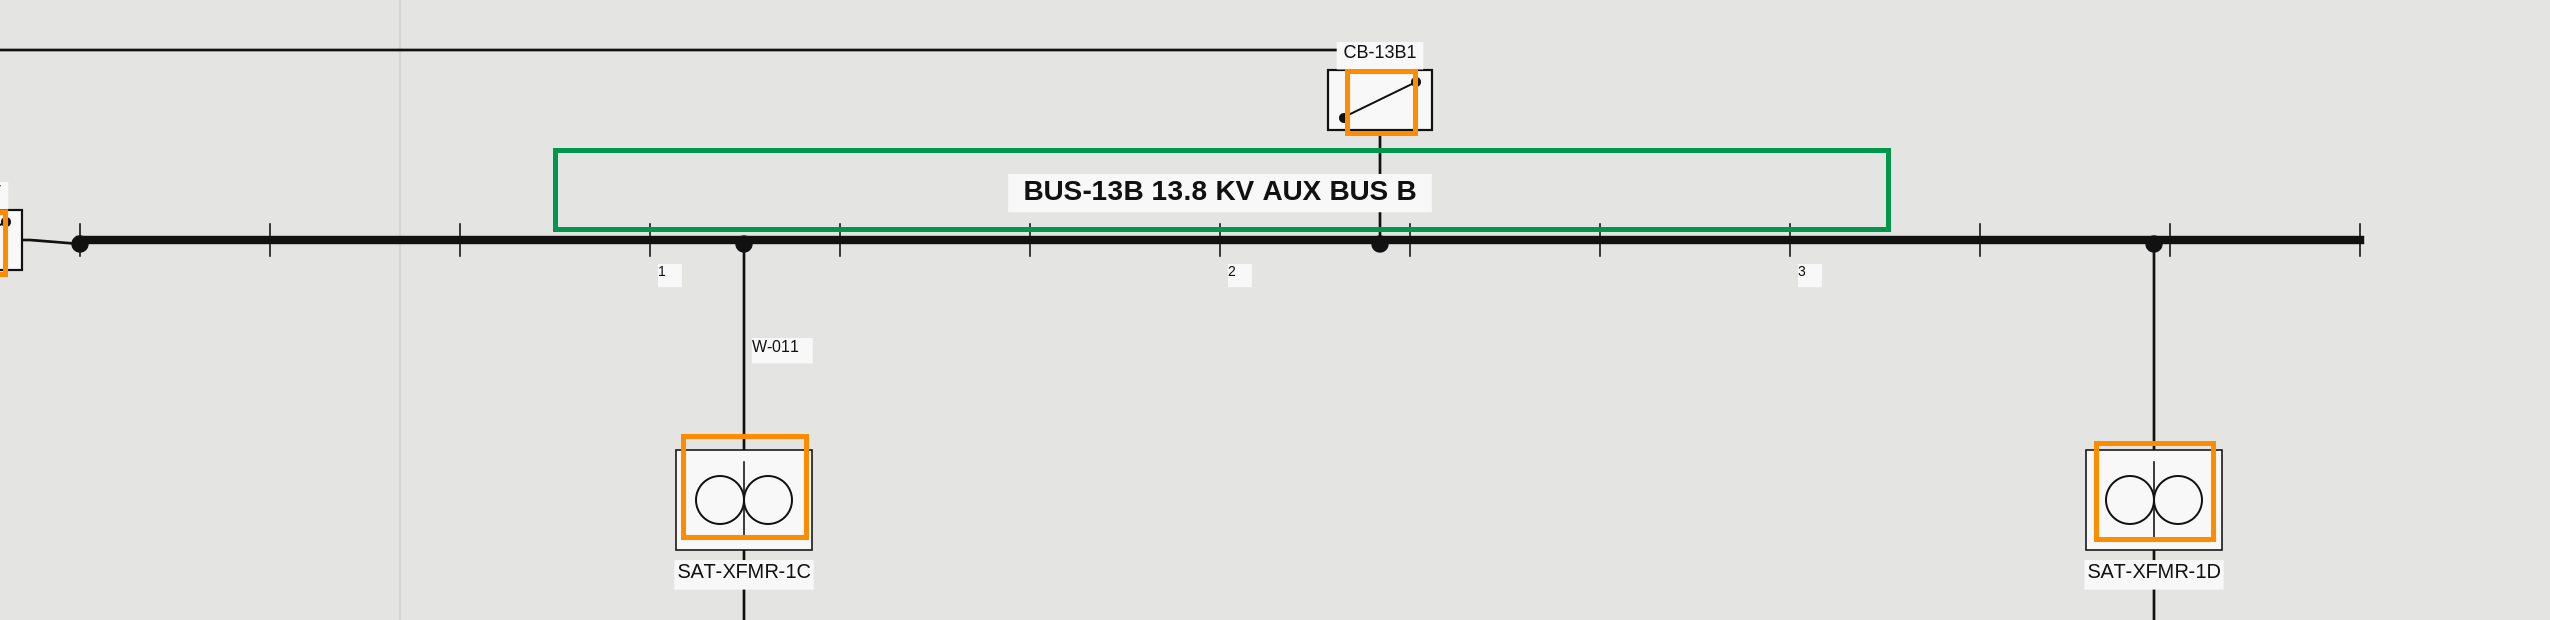 CB-13B1
BUS-13B 13.8 KV AUX BUS B
1
2
3
W-011
SAT-XFMR-1C
SAT-XFMR-1D